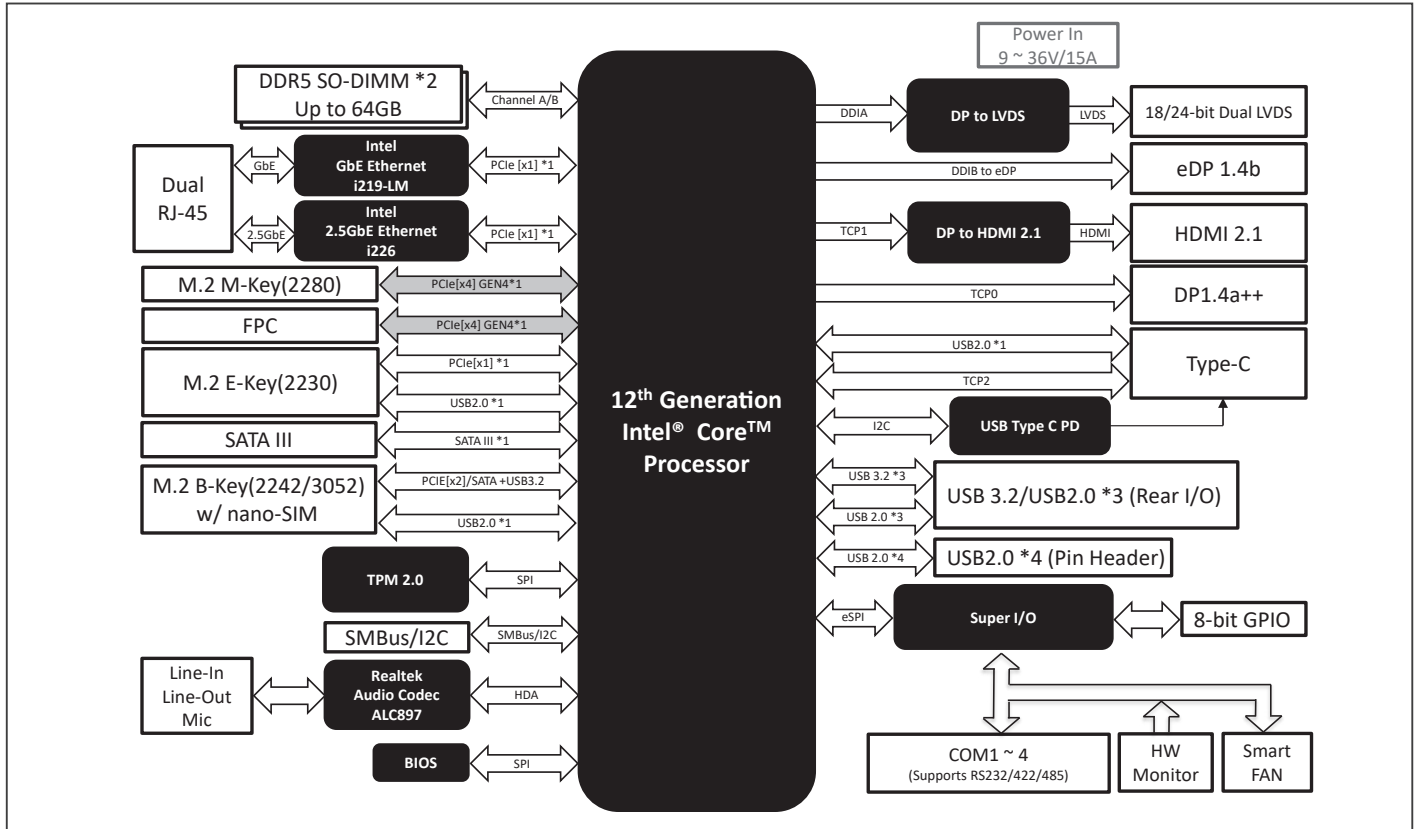 Power In
9 ~ 36V/15A
DDR5 SO-DIMM *2
Up to 64GB
Channel A/B
Dual
RJ-45
GbE
Intel
GbE Ethernet
i219-LM
PCIe [x1] *1
2.5GbE
Intel
2.5GbE Ethernet
i226
PCIe [x1] *1
M.2 M-Key(2280)
PCIe[x4] GEN4*1
FPC
PCIe[x4] GEN4*1
M.2 E-Key(2230)
PCIe[x1] *1
USB2.0 *1
SATA III
SATA III *1
M.2 B-Key(2242/3052)
w/ nano-SIM
PCIE[x2]/SATA +USB3.2
USB2.0 *1
TPM 2.0
SPI
SMBus/I2C
SMBus/I2C
Line-In
Line-Out
Mic
Realtek
Audio Codec
ALC897
HDA
BIOS
SPI
12th Generation
Intel® Core™
Processor
DDIA
DP to LVDS
LVDS
18/24-bit Dual LVDS
DDIB to eDP
eDP 1.4b
TCP1
DP to HDMI 2.1
HDMI
HDMI 2.1
TCP0
DP1.4a++
USB2.0 *1
TCP2
Type-C
I2C
USB Type C PD
USB 3.2 *3
USB 2.0 *3
USB 3.2/USB2.0 *3 (Rear I/O)
USB 2.0 *4
USB2.0 *4 (Pin Header)
eSPI
Super I/O
8-bit GPIO
COM1 ~ 4
(Supports RS232/422/485)
HW
Monitor
Smart
FAN